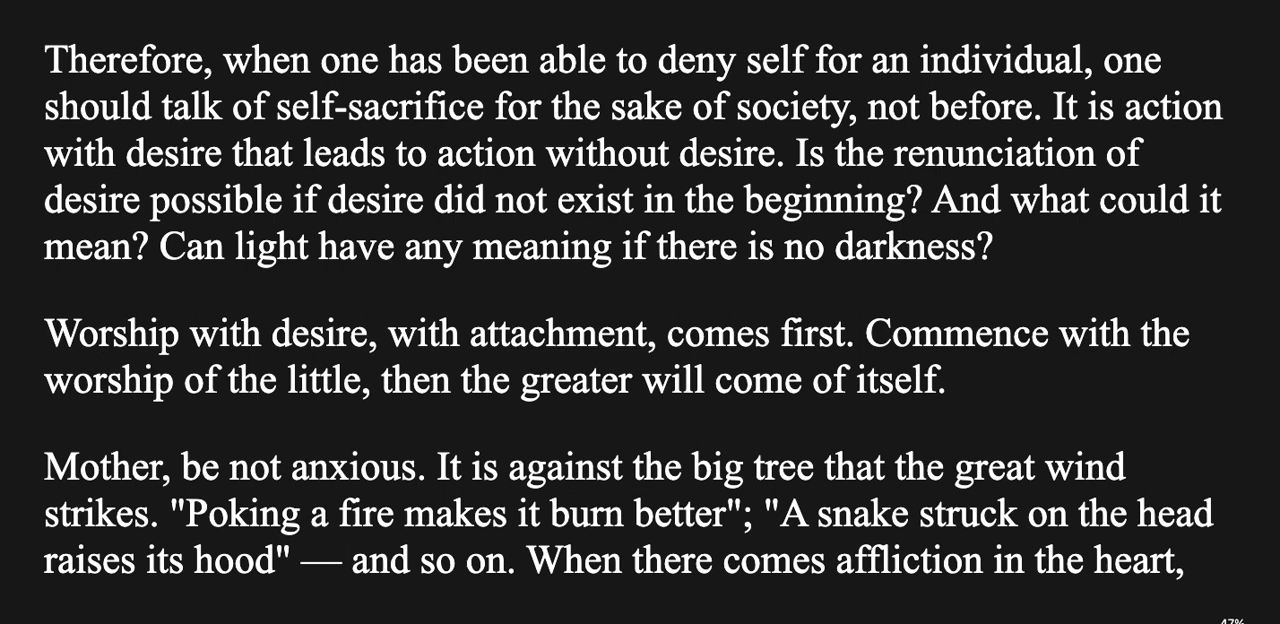 Therefore, when one has been able to deny self for an individual, one
should talk of self-sacrifice for the sake of society, not before. It is action
with desire that leads to action without desire. Is the renunciation of
desire possible if desire did not exist in the beginning? And what could it
mean? Can light have any meaning if there is no darkness?
Worship with desire, with attachment, comes first. Commence with the
worship of the little, then the greater will come of itself.
Mother, be not anxious. It is against the big tree that the great wind
strikes. "Poking a fire makes it burn better"; "A snake struck on the head
raises its hood" — and so on. When there comes affliction in the heart,
47%